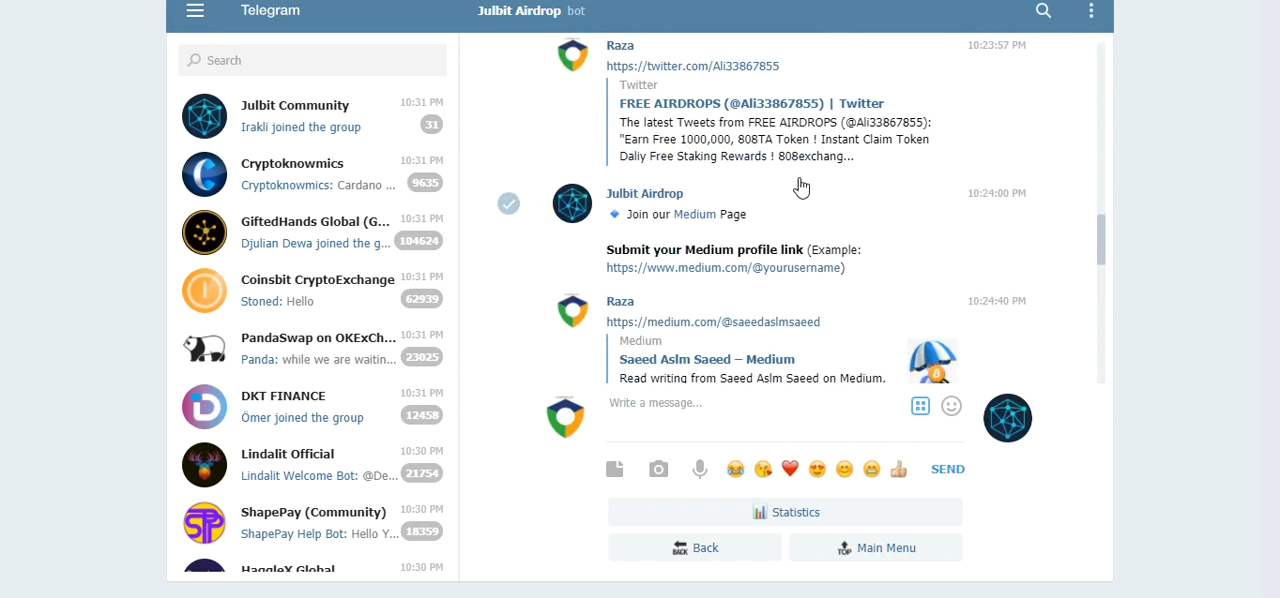 Telegram
Julbit Airdrop bot
Search
Julbit Community 10:31 PM
Irakli joined the group 31
Cryptoknowmics 10:31 PM
Cryptoknowmics: Cardano ... 9635
GiftedHands Global (G... 10:31 PM
Djulian Dewa joined the g... 104624
Coinsbit CryptoExchange 10:31 PM
Stoned: Hello 62939
PandaSwap on OKExCh... 10:31 PM
Panda: while we are waitin... 23025
DKT FINANCE 10:31 PM
Ömer joined the group 12458
Lindalit Official 10:30 PM
Lindalit Welcome Bot: @De... 21754
ShapePay (Community) 10:30 PM
ShapePay Help Bot: Hello Y... 18359
HaggleX Global 10:30 PM
Raza 10:23:57 PM
https://twitter.com/Ali33867855
Twitter
FREE AIRDROPS (@Ali33867855) | Twitter
The latest Tweets from FREE AIRDROPS (@Ali33867855):
"Earn Free 1000,000, 808TA Token ! Instant Claim Token
Daliy Free Staking Rewards ! 808exchang...
Julbit Airdrop 10:24:00 PM
Join our Medium Page
Submit your Medium profile link (Example:
https://www.medium.com/@yourusername)
Raza 10:24:40 PM
https://medium.com/@saeedaslmsaeed
Medium
Saeed Aslm Saeed – Medium
Read writing from Saeed Aslm Saeed on Medium.
Write a message...
SEND
Statistics
BACK Back
TOP Main Menu